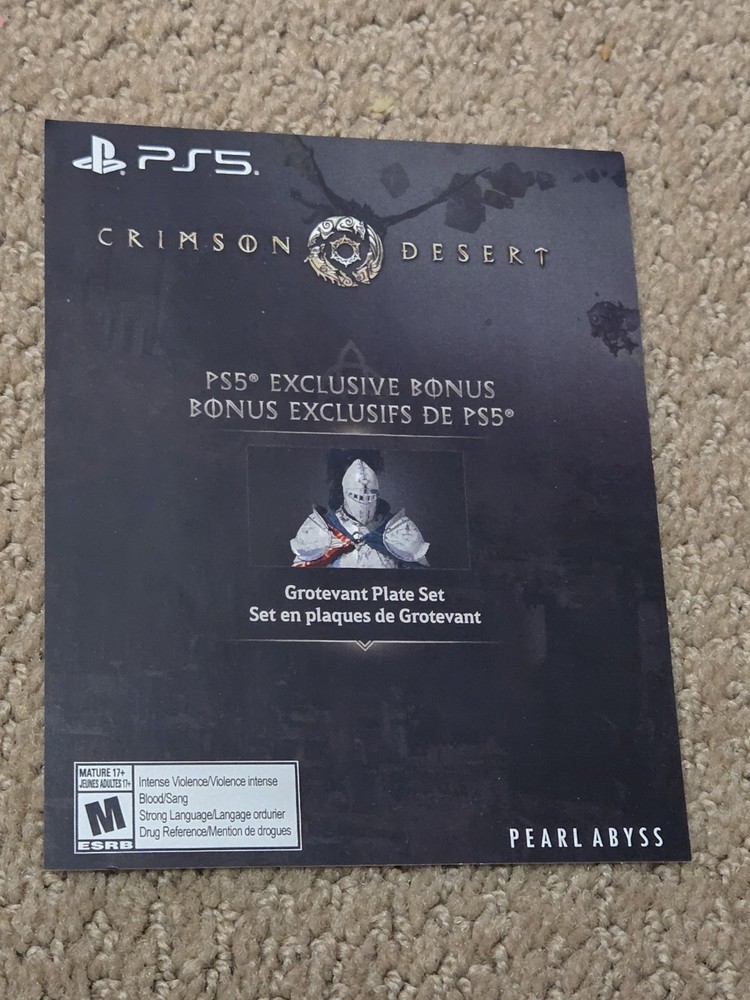 PS5.
CRIMSON DESERT
PS5® EXCLUSIVE BONUS
BONUS EXCLUSIFS DE PS5®
Grotevant Plate Set
Set en plaques de Grotevant
MATURE 17+
JEUNES ADULTES 17+
M
ESRB
Intense Violence/Violence intense
Blood/Sang
Strong Language/Langage ordurier
Drug Reference/Mention de drogues
PEARL ABYSS